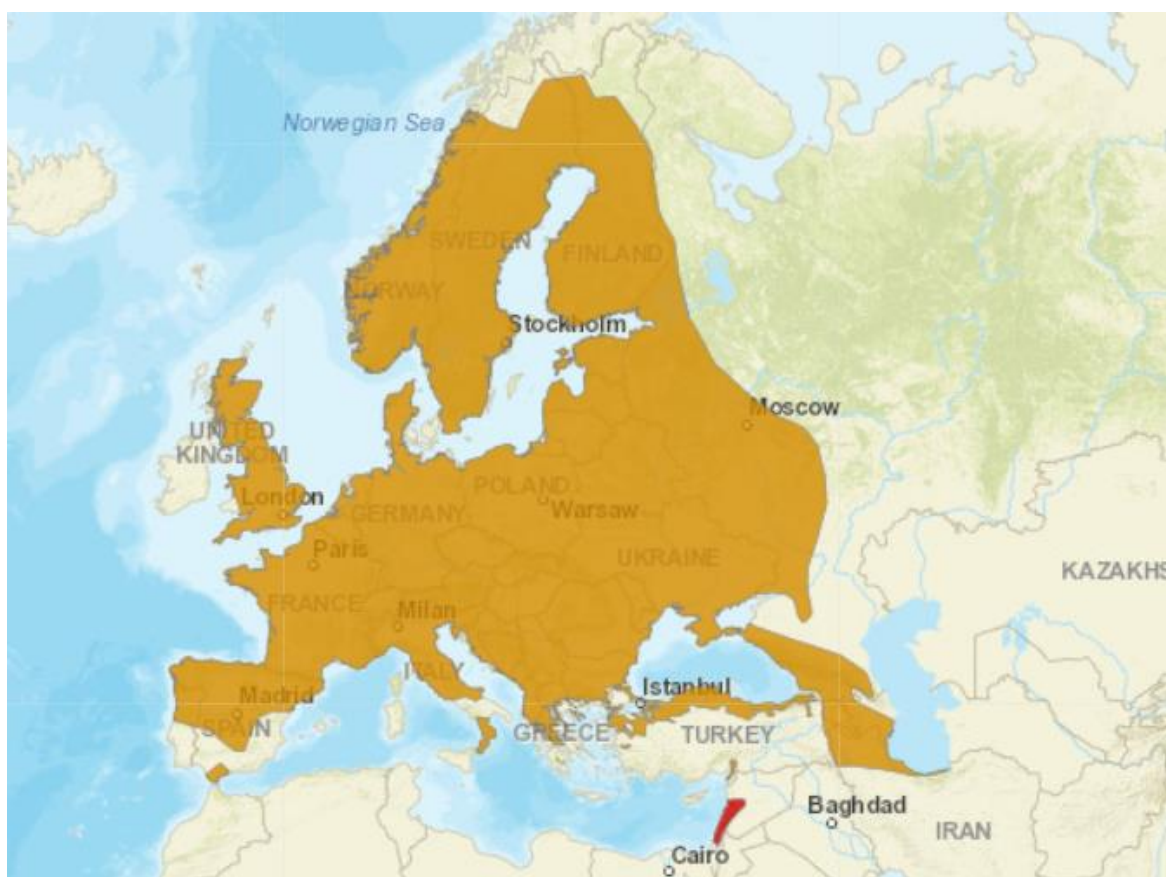 Norwegian Sea
SWEDEN
FINLAND
NORWAY
Stockholm
Moscow
UNITED
KINGDOM
London
POLAND
Warsaw
GERMANY
Paris
UKRAINE
KAZAKHS
FRANCE
Milan
ITALY
Madrid
SPAIN
Istanbul
GREECE
TURKEY
Baghdad
IRAN
Cairo